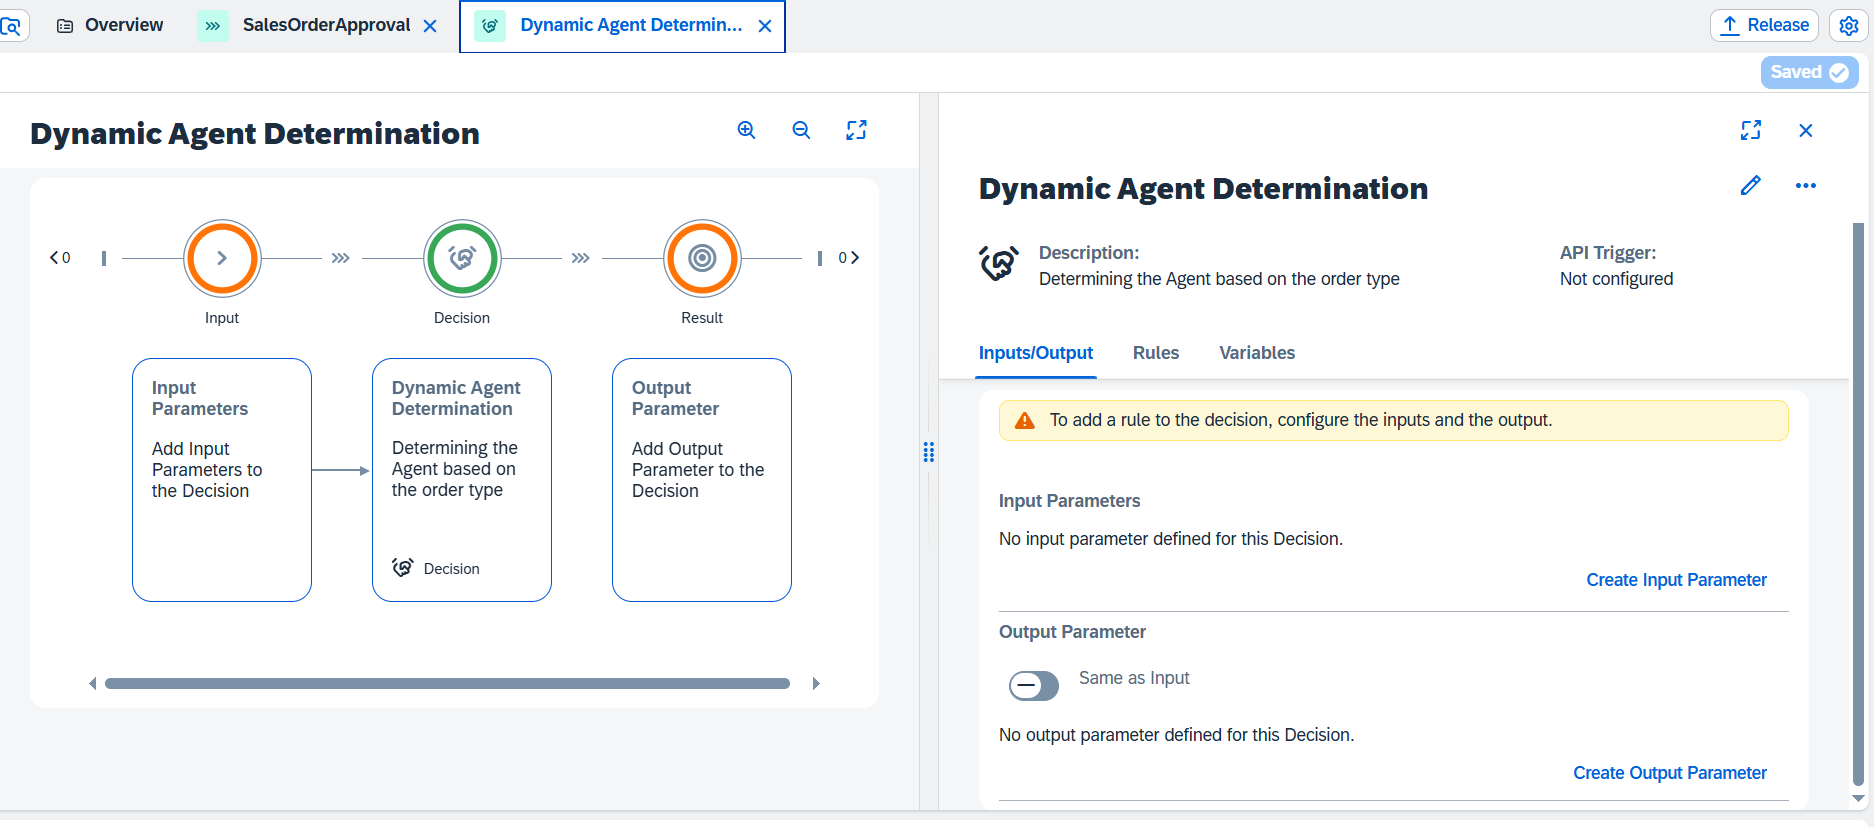 Overview
SalesOrderApproval
Dynamic Agent Determin...
Release
Saved
Dynamic Agent Determination
0
0
Input
Decision
Result
Input
Parameters
Add Input
Parameters to
the Decision
Dynamic Agent
Determination
Determining the
Agent based on
the order type
Decision
Output
Parameter
Add Output
Parameter to the
Decision
Dynamic Agent Determination
Description:
Determining the Agent based on the order type
API Trigger:
Not configured
Inputs/Output
Rules
Variables
To add a rule to the decision, configure the inputs and the output.
Input Parameters
No input parameter defined for this Decision.
Create Input Parameter
Output Parameter
Same as Input
No output parameter defined for this Decision.
Create Output Parameter